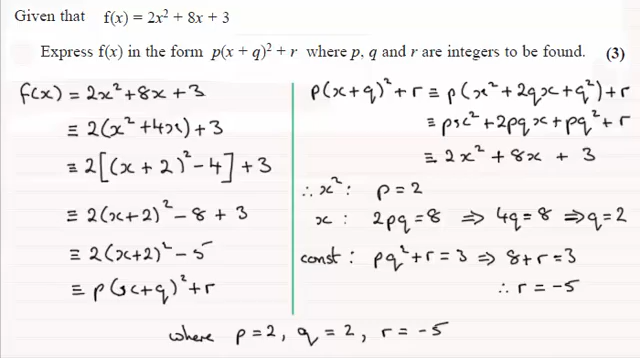 Given that f(x) = 2x² + 8x + 3
Express f(x) in the form p(x + q)² + r where p, q and r are integers to be found. (3)
f(x) = 2x² + 8x + 3
≡ 2(x² + 4x) + 3
≡ 2[(x + 2)² - 4] + 3
≡ 2(x+2)² - 8 + 3
≡ 2(x+2)² - 5
≡ p(x+q)² + r
p(x+q)² + r ≡ p(x² + 2qx + q²) + r
≡ px² + 2pqx + pq² + r
≡ 2x² + 8x + 3
∴ x² : p = 2
x : 2pq = 8 ⇒ 4q = 8 ⇒ q = 2
const : pq² + r = 3 ⇒ 8 + r = 3
∴ r = -5
where p = 2, q = 2, r = -5